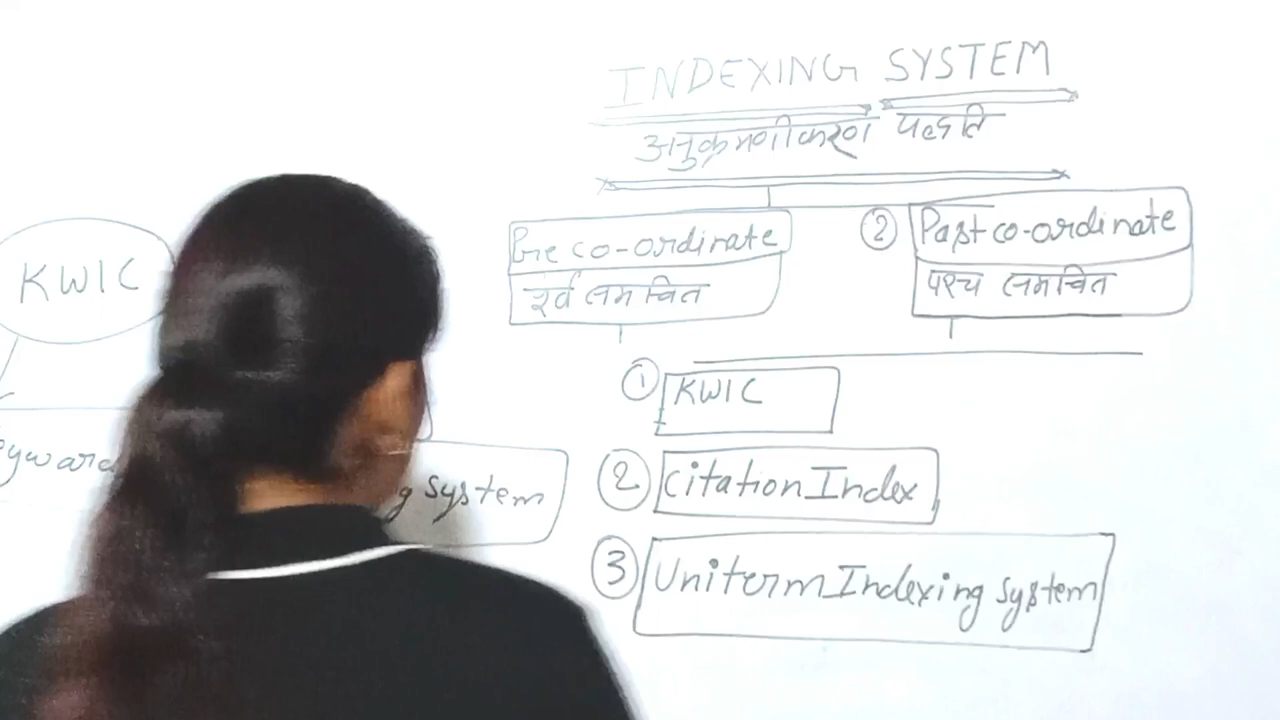 INDEXING SYSTEM
अनुक्रमणीकरण पद्धति
Pre co-ordinate
② Past co-ordinate
पूर्व समन्वित
पश्च समन्वित
KWIC
① KWIC
② Citation Index
g system
③ Uniterm Indexing system